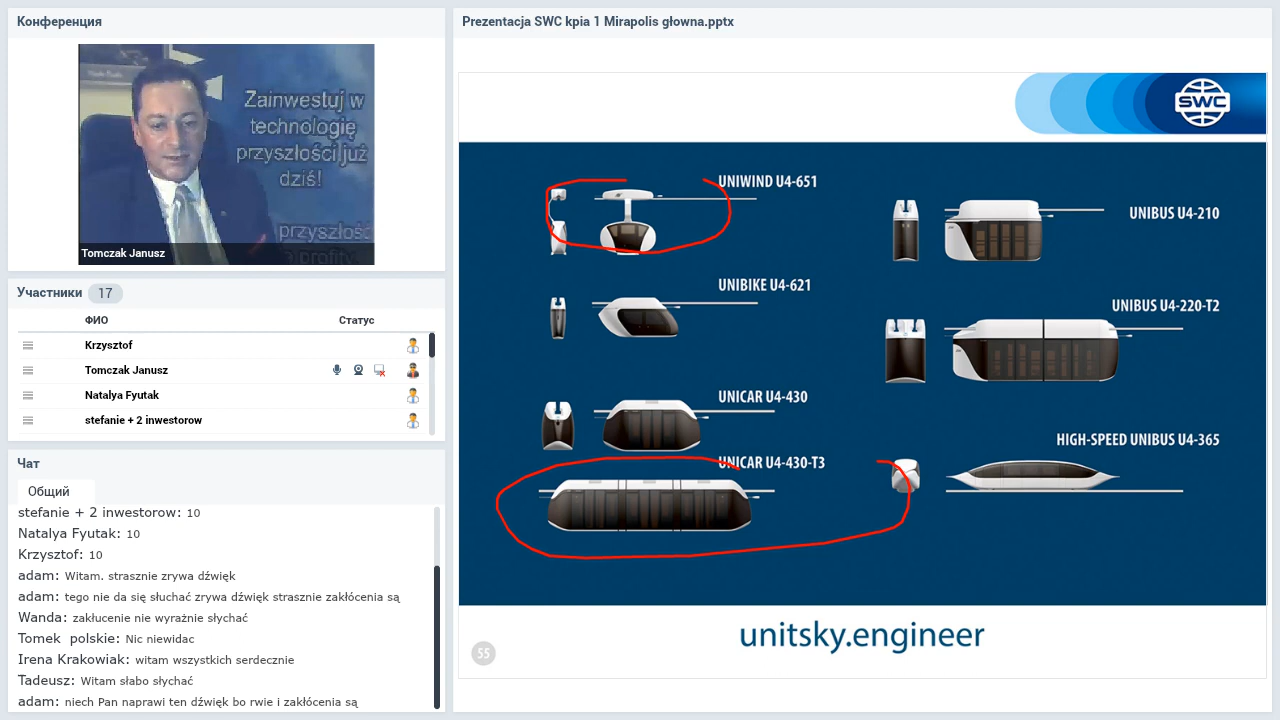 Конференция
Zainwestuj w
technologię
przyszłości już
dziś!
przyszłośc
profity
Tomczak Janusz
Участники 17
ФИО Статус
Krzysztof
Tomczak Janusz
Natalya Fyutak
stefanie + 2 inwestorow
Чат
Общий
stefanie + 2 inwestorow: 10
Natalya Fyutak: 10
Krzysztof: 10
adam: Witam. strasznie zrywa dźwięk
adam: tego nie da się słuchać zrywa dźwięk strasznie zakłócenia są
Wanda: zakłucenie nie wyrażnie słychać
Tomek polskie: Nic niewidac
Irena Krakowiak: witam wszystkich serdecznie
Tadeusz: Witam słabo słychać
adam: niech Pan naprawi ten dźwięk bo rwie i zakłócenia są
Prezentacja SWC kpia 1 Mirapolis głowna.pptx
SWC
UNIWIND U4-651
UNIBIKE U4-621
UNICAR U4-430
UNICAR U4-430-T3
UNIBUS U4-210
UNIBUS U4-220-T2
HIGH-SPEED UNIBUS U4-365
unitsky.engineer
55